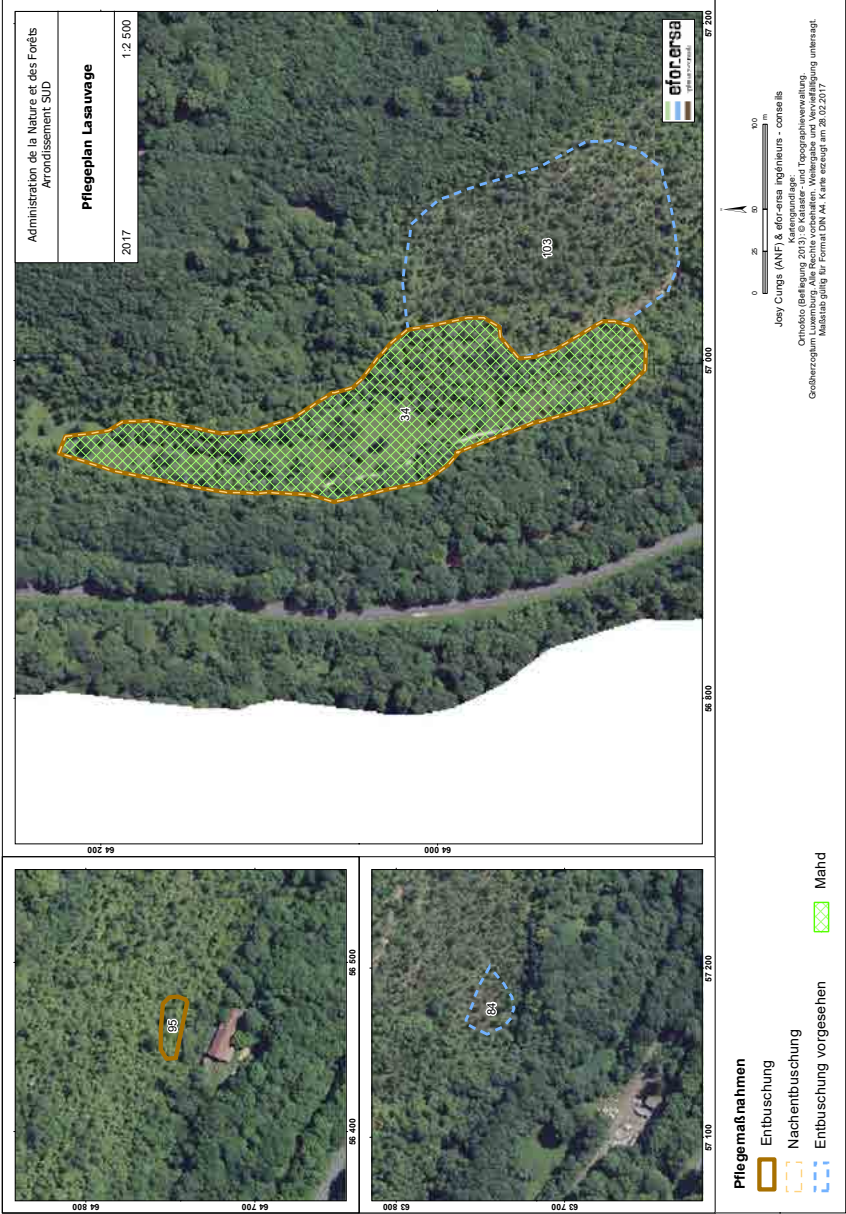 Administration de la Nature et des Forêts
Arrondissement SUD
Pflegeplan Lasauvage
2017
1:2 500
95
64 800
64 700
56 400
56 500
84
63 800
63 700
57 100
57 200
34
103
64 200
64 000
56 800
57 000
57 200
efor.ersa
Pflegemaßnahmen
Entbuschung
Nachentbuschung
Entbuschung vorgesehen
Mahd
0
25
50
100
m
Josy Cungs (ANF) & efor-ersa ingénieurs - conseils
Kartengrundlage:
Orthofoto (Befliegung 2013): © Kataster- und Topographieverwaltung.
Großherzogtum Luxemburg. Alle Rechte vorbehalten. Weitergabe und Vervielfältigung untersagt.
Maßstab gültig für Format DIN A4. Karte erzeugt am 28.02.2017